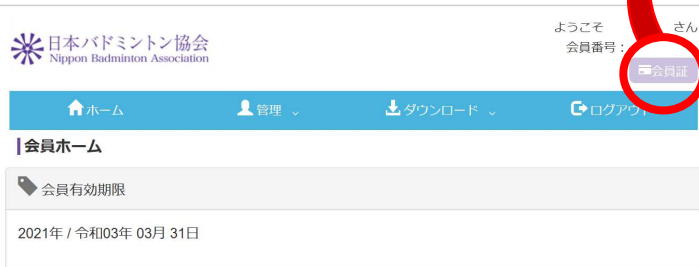 日本バドミントン協会
Nippon Badminton Association
ようこそ さん
会員番号：
会員証
ホーム
管理
ダウンロード
ログアウト
会員ホーム
会員有効期限
2021年 / 令和03年 03月 31日